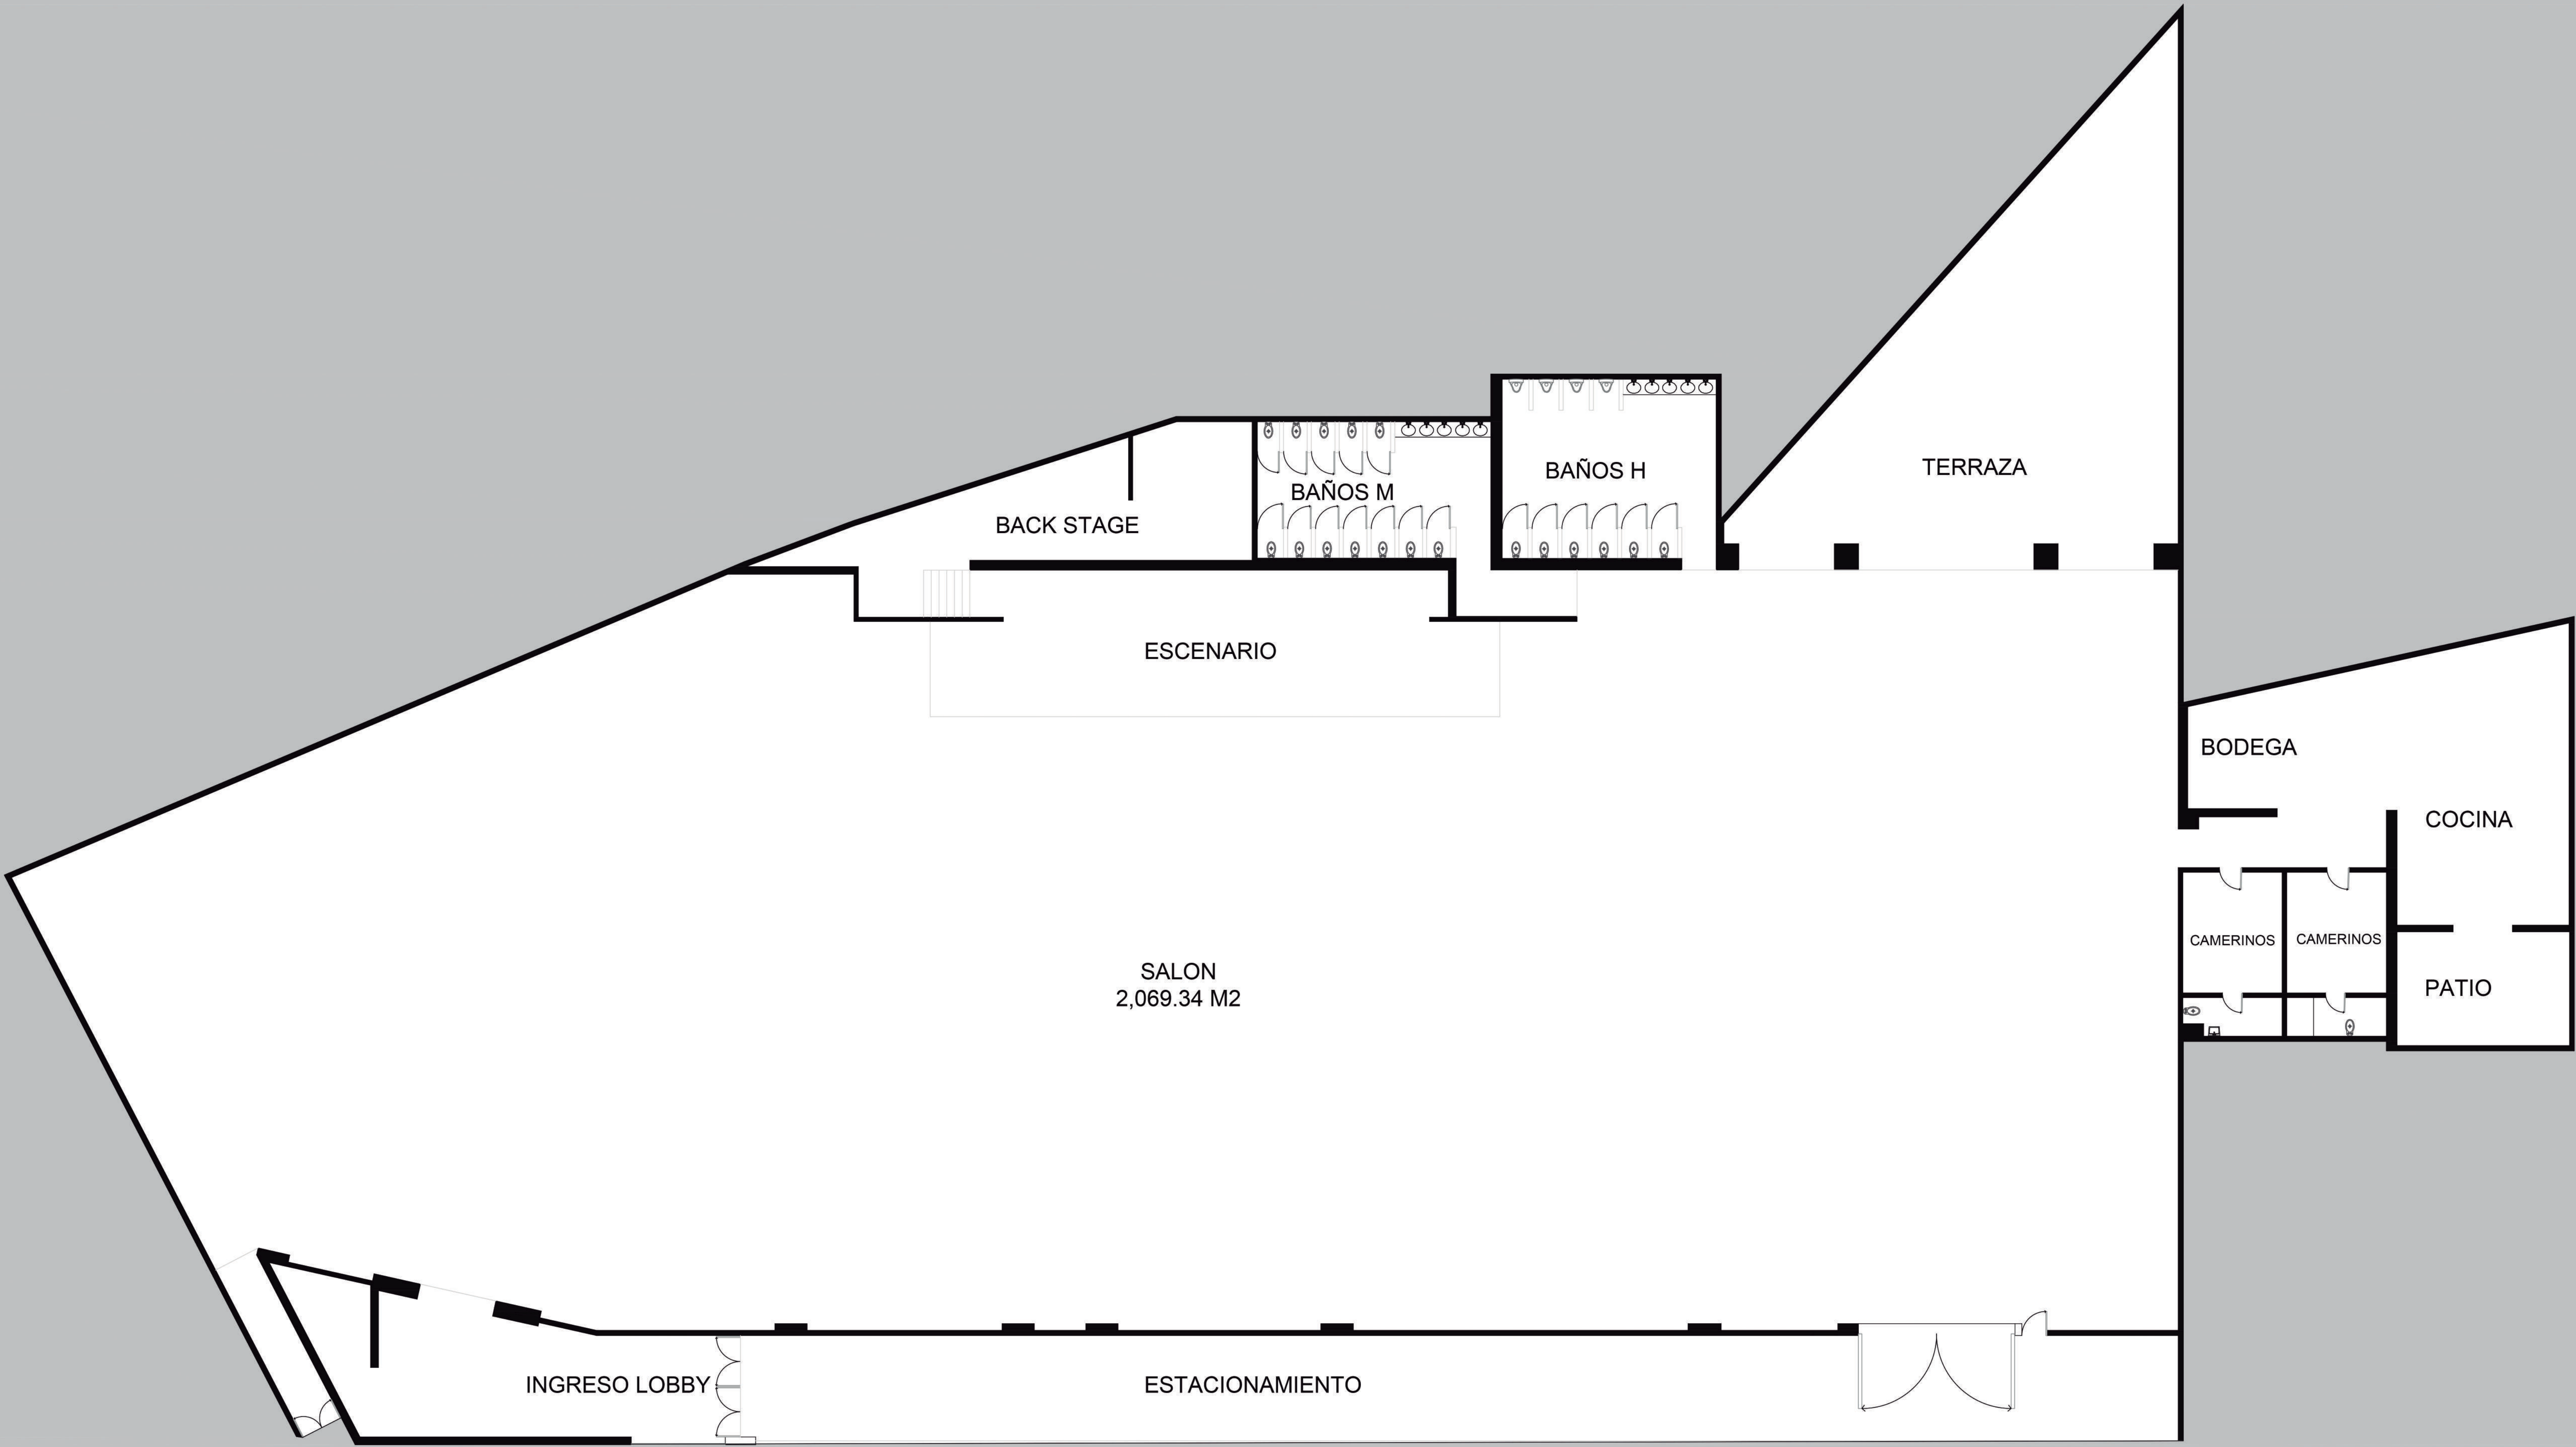 TERRAZA
BAÑOS H
BAÑOS M
BACK STAGE
ESCENARIO
BODEGA
COCINA
CAMERINOS
CAMERINOS
SALON
2,069.34 M2
PATIO
INGRESO LOBBY
ESTACIONAMIENTO